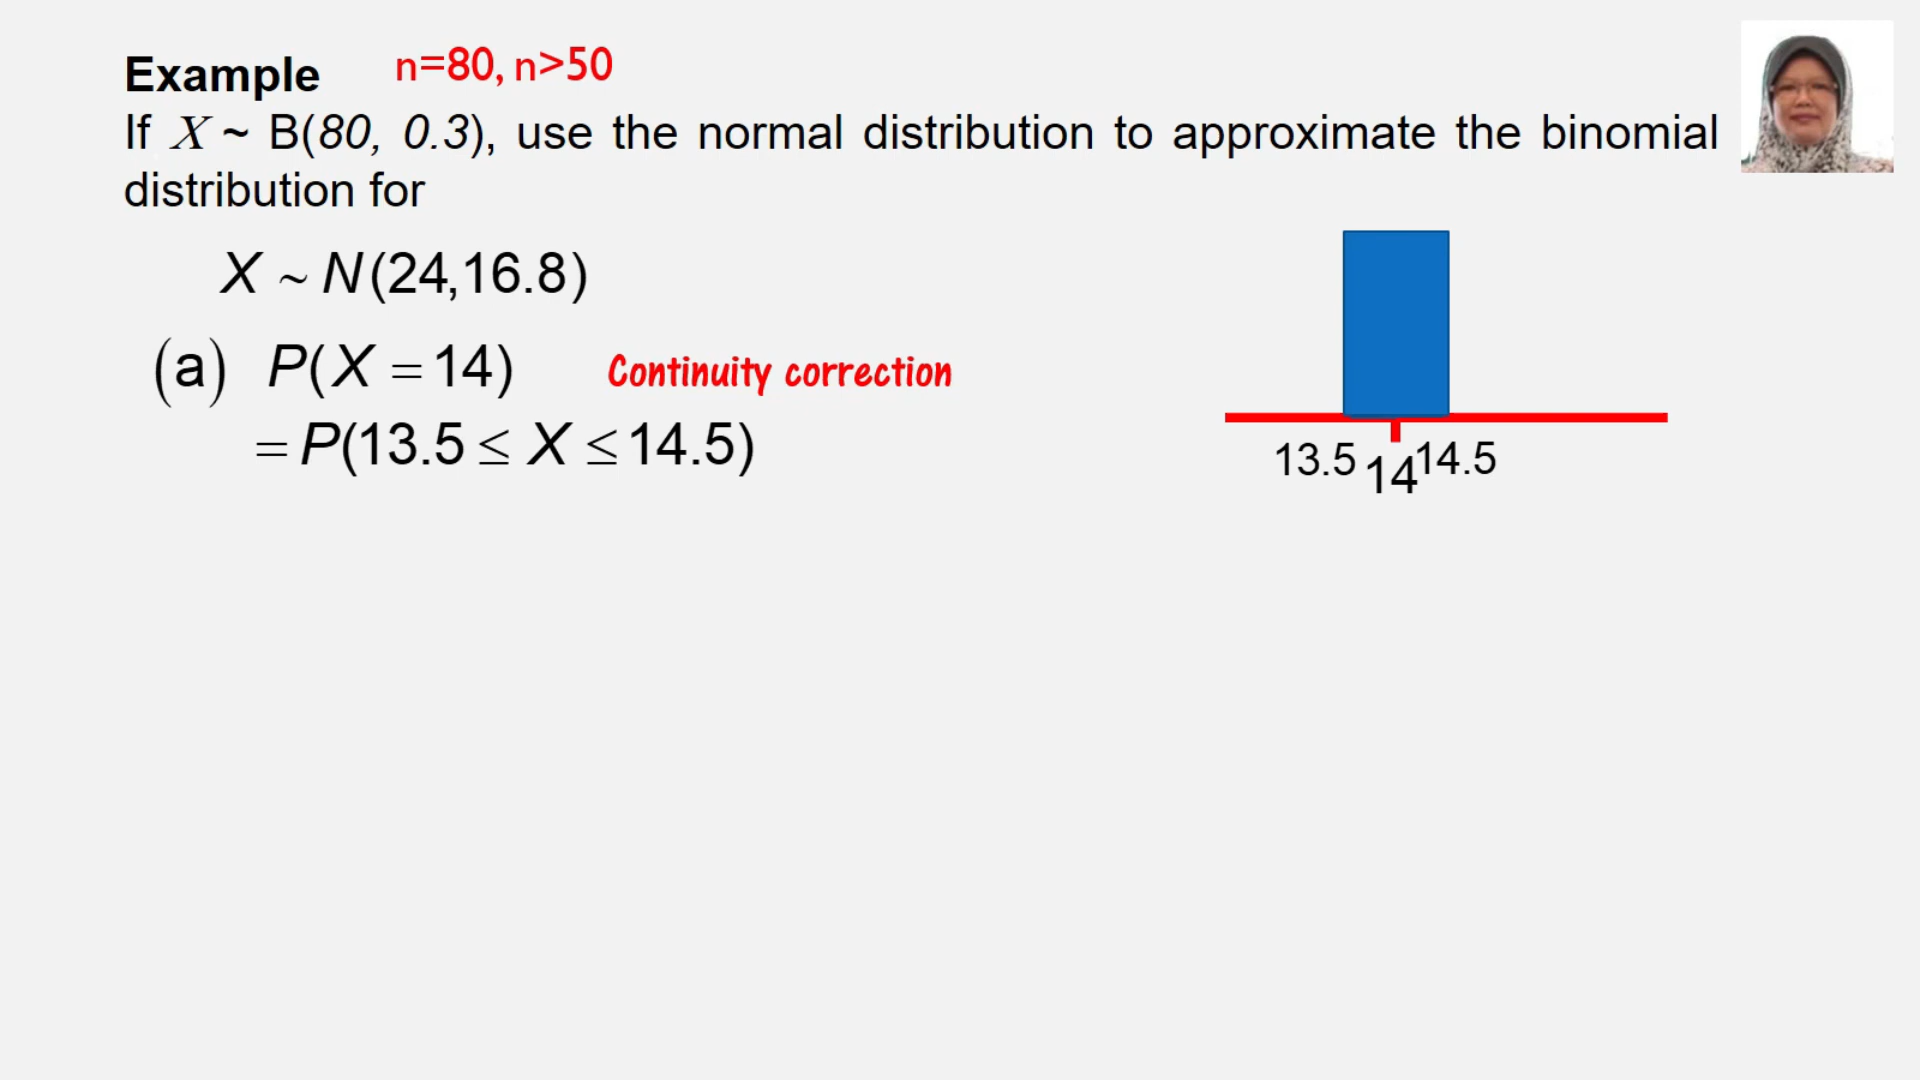 Example n=80, n>50
If X ~ B(80, 0.3), use the normal distribution to approximate the binomial
distribution for
X ~ N(24,16.8)
(a) P(X = 14) Continuity correction
= P(13.5 ≤ X ≤ 14.5)
13.5 14 14.5